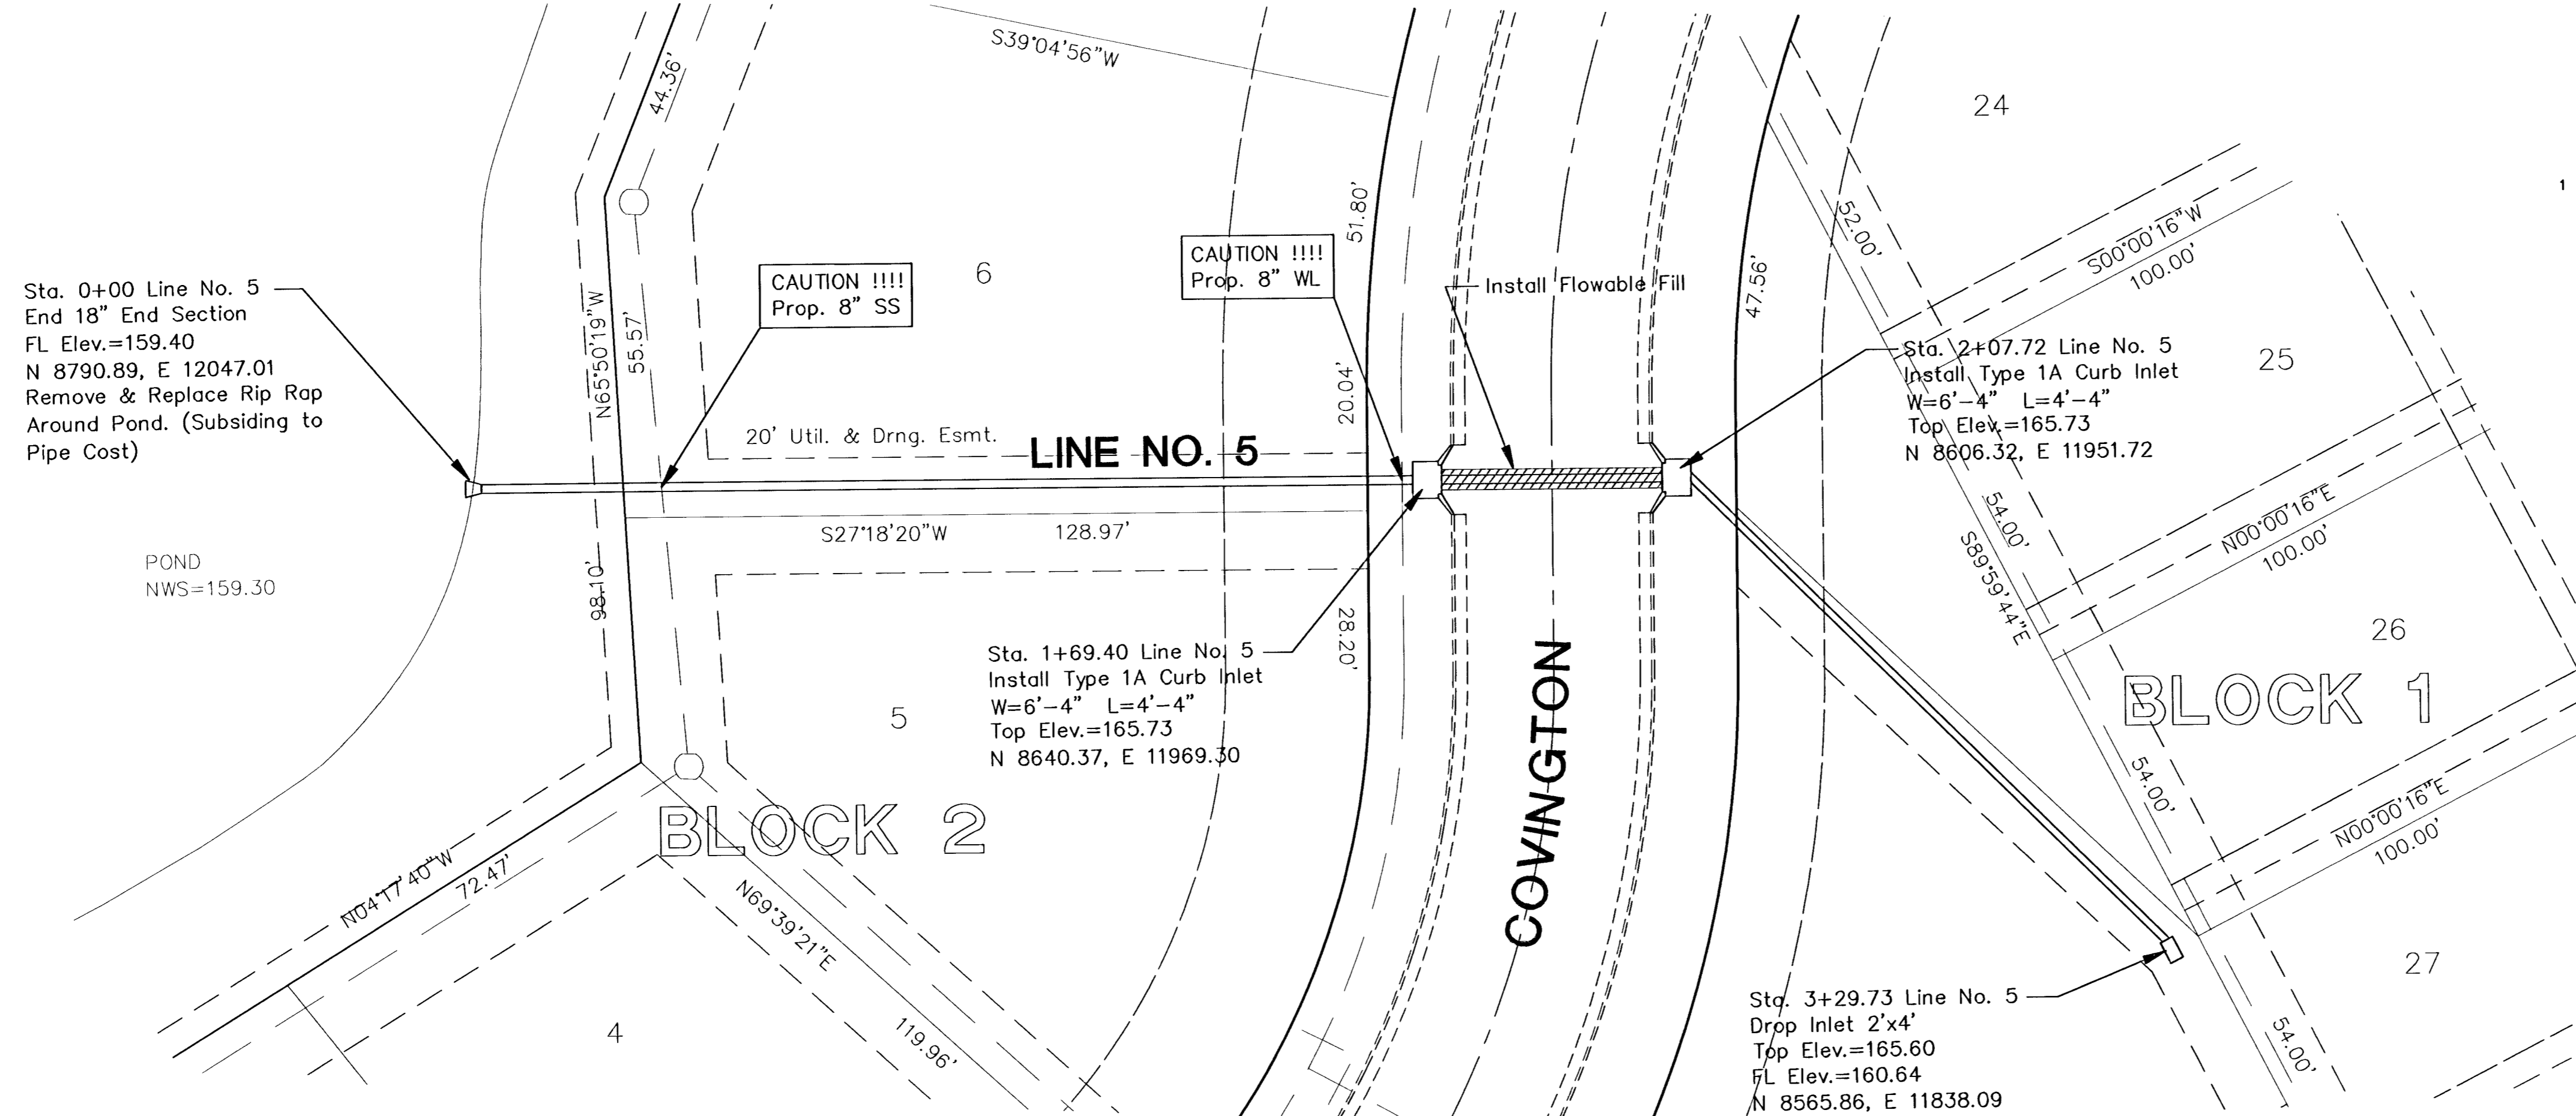 S39°04'56"W
44.36'
24
1
52.00'
S00°00'16"W
100.00'
51.80'
47.56'
CAUTION !!!!
Prop. 8" WL
CAUTION !!!!
Prop. 8" SS
6
Install Flowable Fill
Sta. 0+00 Line No. 5
End 18" End Section
FL Elev.=159.40
N 8790.89, E 12047.01
Remove & Replace Rip Rap
Around Pond. (Subsiding to
Pipe Cost)
N65°50'19"W
55.57'
20.04'
Sta. 2+07.72 Line No. 5
Install Type 1A Curb Inlet
W=6'-4" L=4'-4"
Top Elev.=165.73
N 8606.32, E 11951.72
25
20' Util. & Drng. Esmt.
LINE NO. 5
S27°18'20"W 128.97'
54.00'
N00°00'16"E
100.00'
S89°59'44"E
POND
NWS=159.30
98.10'
28.20'
Sta. 1+69.40 Line No. 5
Install Type 1A Curb Inlet
W=6'-4" L=4'-4"
Top Elev.=165.73
N 8640.37, E 11969.30
COVINGTON
26
BLOCK 1
5
54.00'
N00°00'16"E
100.00'
BLOCK 2
N04°17'40"W
72.47'
N69°39'21"E
119.96'
4
27
54.00'
Sta. 3+29.73 Line No. 5
Drop Inlet 2'x4'
Top Elev.=165.60
FL Elev.=160.64
N 8565.86, E 11838.09